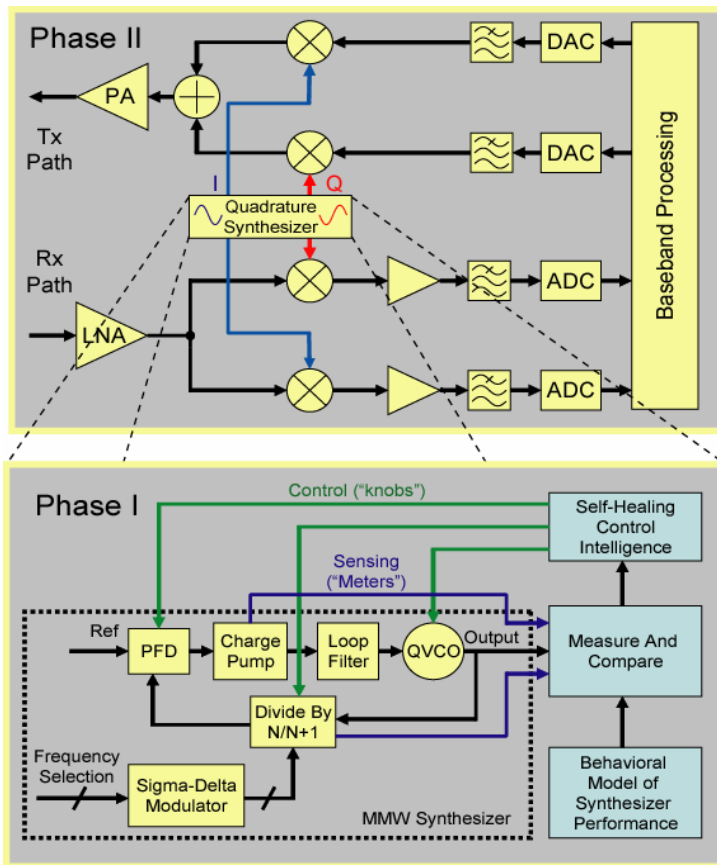 Phase II
DAC
PA
Tx
Path
DAC
I
Q
Quadrature
Synthesizer
Rx
Path
LNA
ADC
ADC
Baseband Processing
Phase I
Control ("knobs")
Self-Healing
Control
Intelligence
Sensing
("Meters")
Ref
PFD
Charge
Pump
Loop
Filter
QVCO
Output
Measure And
Compare
Divide By
N/N+1
Frequency
Selection
Sigma-Delta
Modulator
MMW Synthesizer
Behavioral
Model of
Synthesizer
Performance